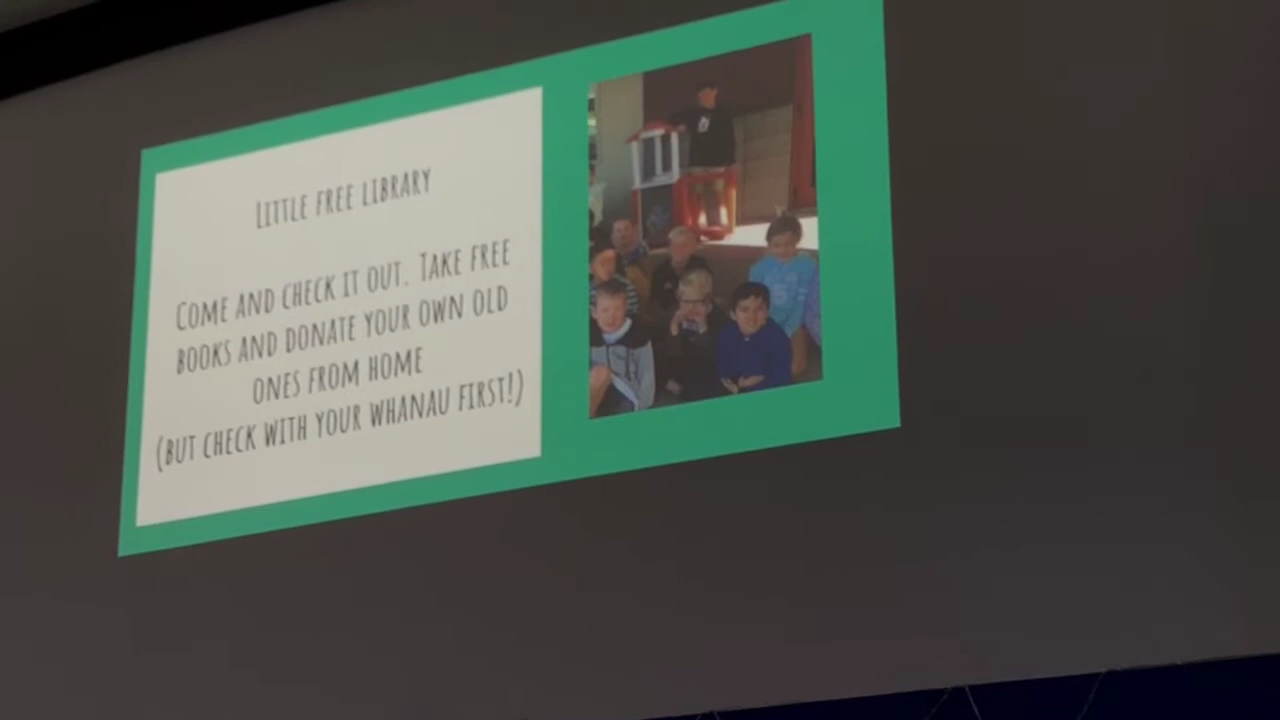 LITTLE FREE LIBRARY
COME AND CHECK IT OUT. TAKE FREE
BOOKS AND DONATE YOUR OWN OLD
ONES FROM HOME
(BUT CHECK WITH YOUR WHANAU FIRST!)